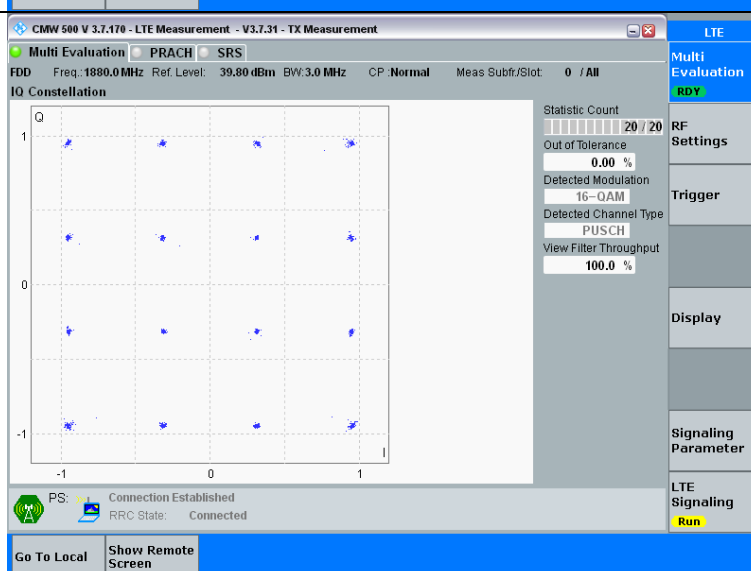 CMW 500 V 3.7.170 - LTE Measurement - V3.7.31 - TX Measurement
LTE
Multi Evaluation PRACH SRS
FDD Freq.: 1880.0 MHz Ref. Level: 39.80 dBm BW: 3.0 MHz CP : Normal Meas Subfr./Slot: 0 / All
IQ Constellation
Q
1
0
-1
-1 0 1
I
Statistic Count
20 / 20
Out of Tolerance
0.00 %
Detected Modulation
16-QAM
Detected Channel Type
PUSCH
View Filter Throughput
100.0 %
Multi
Evaluation
RDY
RF
Settings
Trigger
Display
Signaling
Parameter
LTE
Signaling
Run
PS: Connection Established
RRC State: Connected
Go To Local
Show Remote
Screen